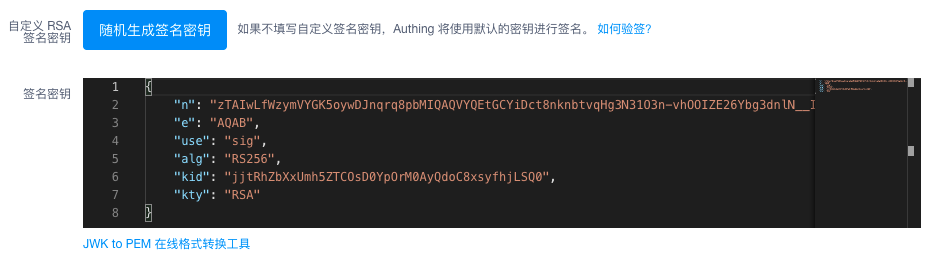 自定义 RSA
签名密钥
随机生成签名密钥
如果不填写自定义签名密钥，Authing 将使用默认的密钥进行签名。 如何验签?
签名密钥
1 {
2 "n": "zTAIwLfWzymVYGK5oywDJnqrq8pbMIQAQVYQEtGCYiDct8nknbtvqHg3N31O3n-vhOOIZE26Ybg3dnlN__I
3 "e": "AQAB",
4 "use": "sig",
5 "alg": "RS256",
6 "kid": "jjtRhZbXxUmh5ZTCOsD0YpOrM0AyQdoC8xsyfhjLSQ0",
7 "kty": "RSA"
8 }
JWK to PEM 在线格式转换工具